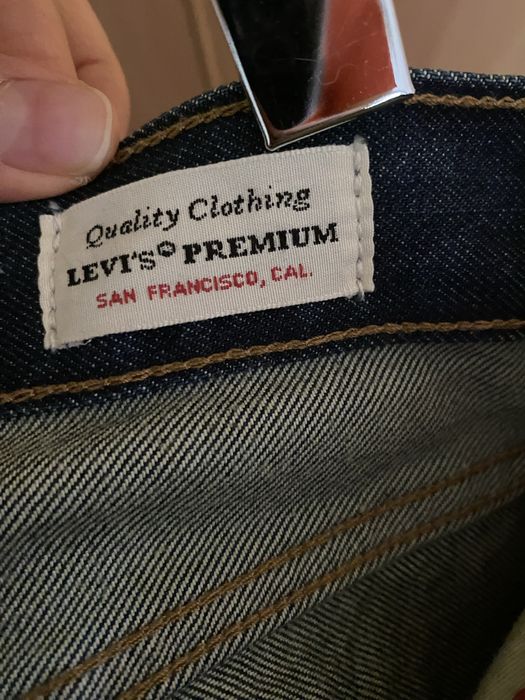 Quality Clothing
LEVI'S® PREMIUM
SAN FRANCISCO, CAL.